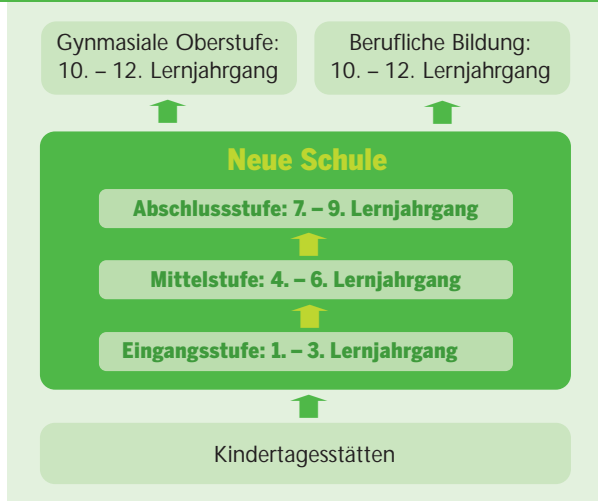 Gynmasiale Oberstufe:
10. – 12. Lernjahrgang
Berufliche Bildung:
10. – 12. Lernjahrgang
Neue Schule
Abschlussstufe: 7. – 9. Lernjahrgang
Mittelstufe: 4. – 6. Lernjahrgang
Eingangsstufe: 1. – 3. Lernjahrgang
Kindertagesstätten